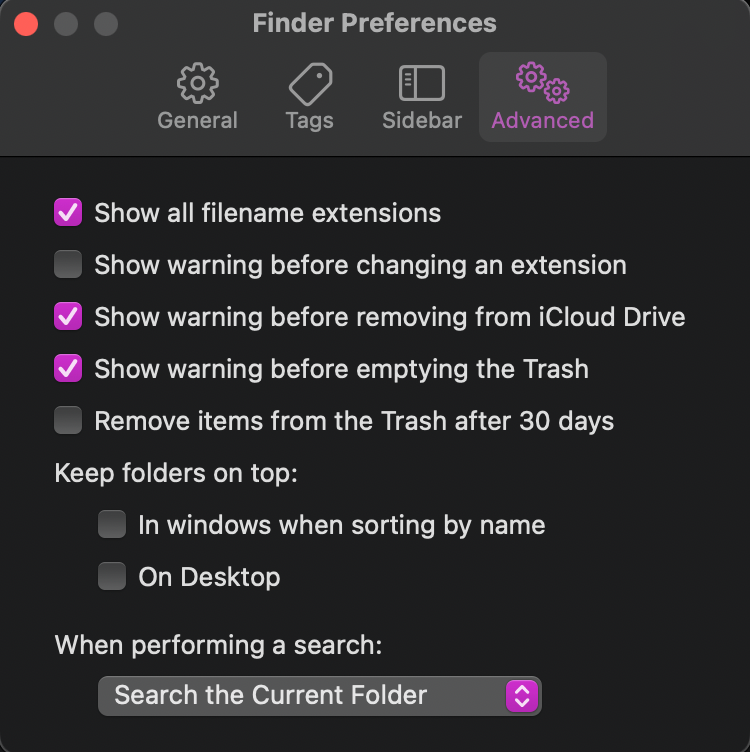 Finder Preferences
General Tags Sidebar Advanced
Show all filename extensions
Show warning before changing an extension
Show warning before removing from iCloud Drive
Show warning before emptying the Trash
Remove items from the Trash after 30 days
Keep folders on top:
In windows when sorting by name
On Desktop
When performing a search:
Search the Current Folder